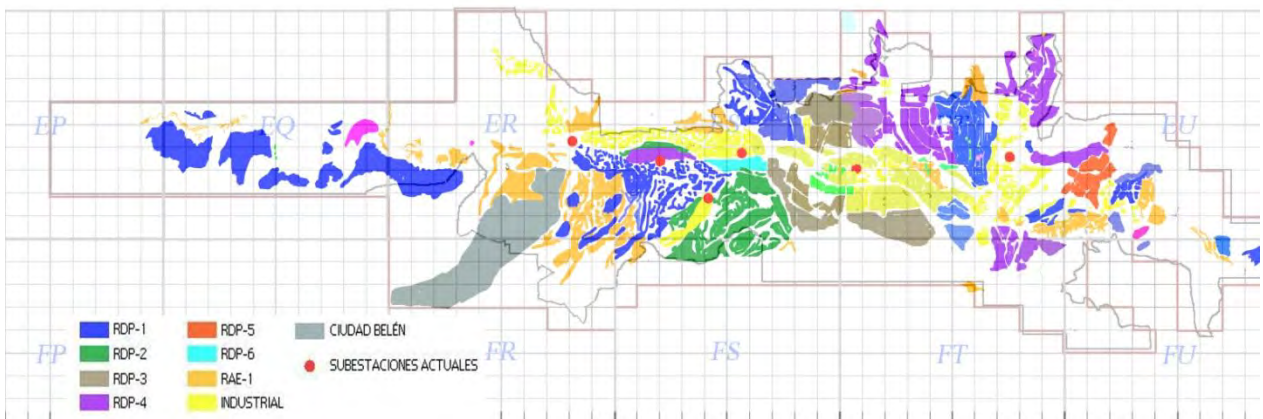 EP EQ ER ES EU
RDP-1 RDP-5 CIUDAD BELÉN
RDP-2 RDP-6 SUBESTACIONES ACTUALES
FP FR FS FT FU
RDP-3 RAE-1
RDP-4 INDUSTRIAL